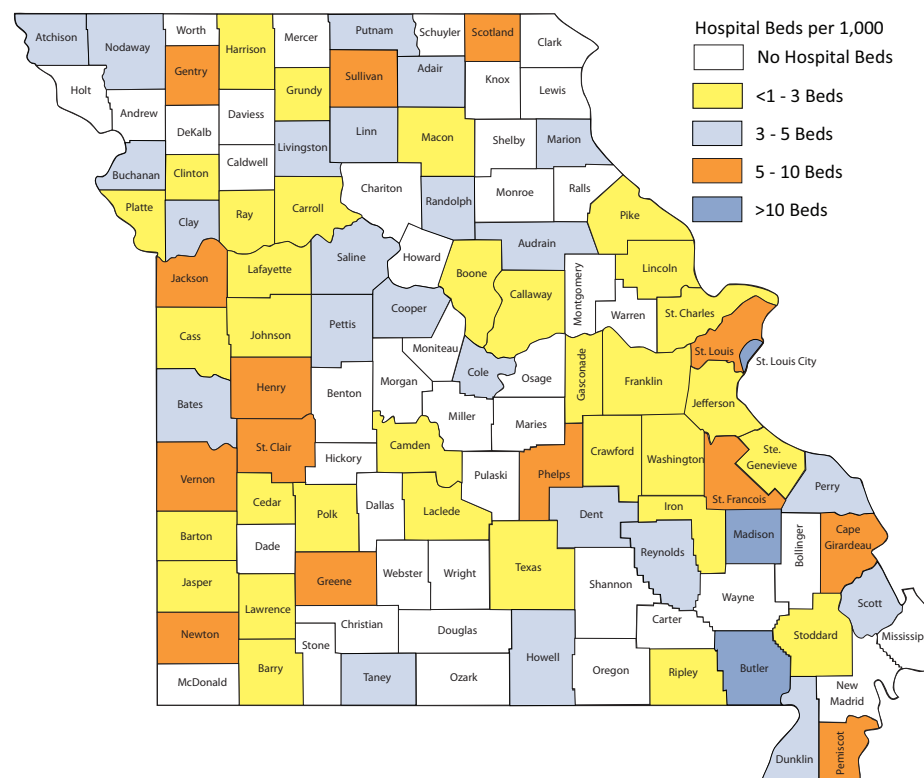 Hospital Beds per 1,000
No Hospital Beds
<1 - 3 Beds
3 - 5 Beds
5 - 10 Beds
>10 Beds
Atchison
Nodaway
Worth
Harrison
Mercer
Putnam
Schuyler
Scotland
Clark
Gentry
Sullivan
Adair
Knox
Lewis
Holt
Andrew
DeKalb
Daviess
Grundy
Linn
Macon
Shelby
Marion
Buchanan
Clinton
Caldwell
Livingston
Chariton
Randolph
Monroe
Ralls
Pike
Platte
Clay
Ray
Carroll
Saline
Howard
Boone
Audrain
Callaway
Montgomery
Lincoln
Warren
St. Charles
Jackson
Lafayette
Cass
Johnson
Pettis
Cooper
Moniteau
Cole
Osage
Gasconade
Franklin
St. Louis
St. Louis City
Jefferson
Bates
Henry
Benton
Morgan
Miller
Maries
Camden
Vernon
St. Clair
Hickory
Pulaski
Phelps
Crawford
Washington
Ste.
Genevieve
St. Francois
Perry
Cedar
Polk
Dallas
Laclede
Dent
Iron
Barton
Dade
Madison
Bollinger
Cape
Girardeau
Jasper
Greene
Webster
Wright
Texas
Shannon
Reynolds
Wayne
Scott
Lawrence
Newton
Christian
Douglas
Carter
Stoddard
Mississip
Stone
McDonald
Barry
Taney
Ozark
Howell
Oregon
Ripley
Butler
New
Madrid
Dunklin
Pemiscot